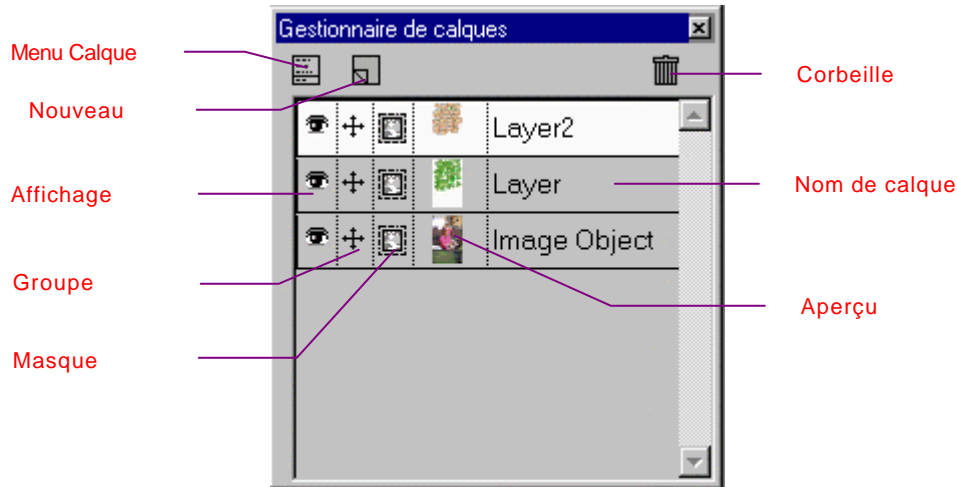 Gestionnaire de calques
Menu Calque
Corbeille
Nouveau
Layer2
Affichage
Layer
Nom de calque
Image Object
Groupe
Aperçu
Masque